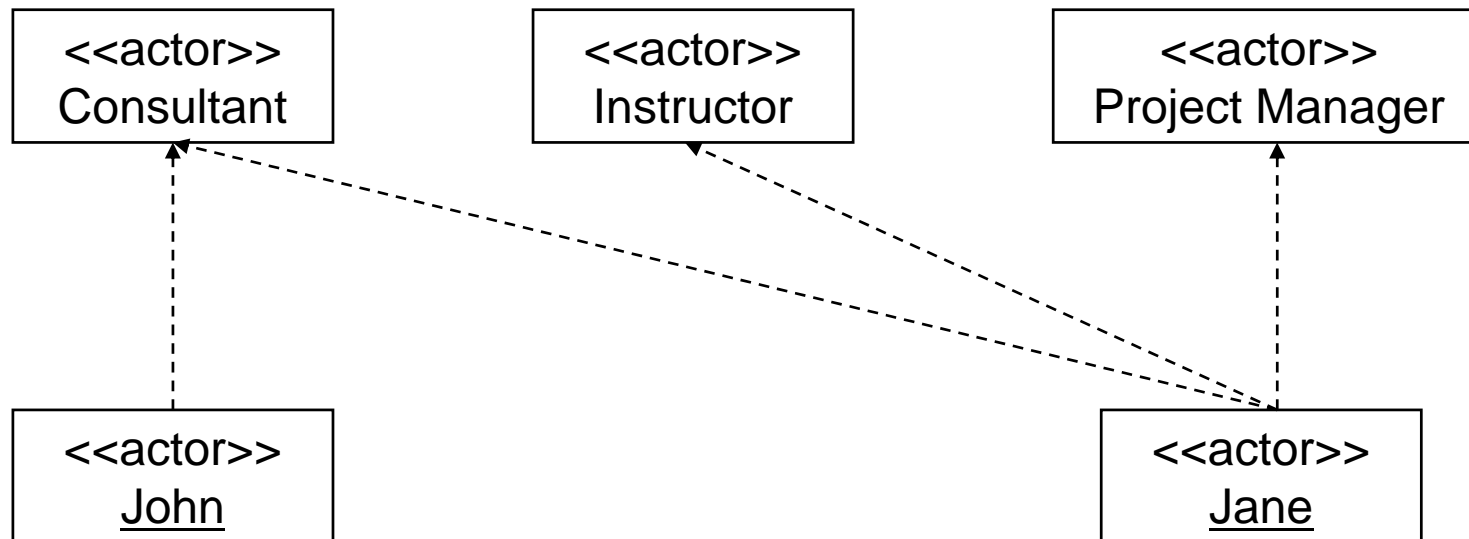 <<actor>>
Consultant
<<actor>>
Instructor
<<actor>>
Project Manager
<<actor>>
John
<<actor>>
Jane